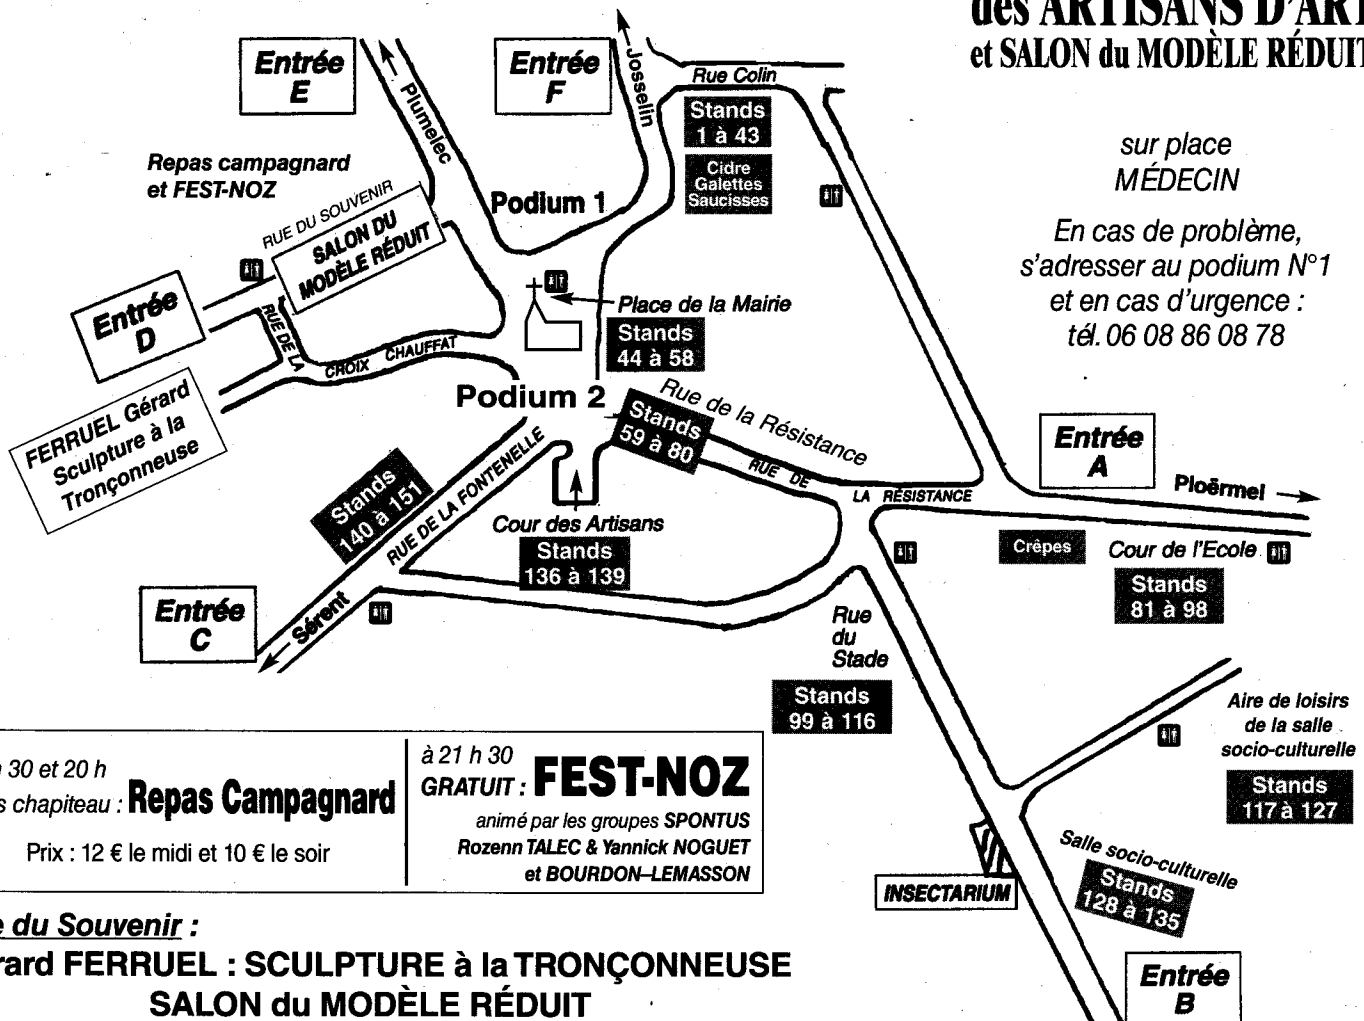 des ARTISANS D'ART
et SALON du MODÈLE RÉDUIT
Entrée
E
Plumelec
Entrée
F
Josselin
Rue Colin
Stands
1 à 43
Cidre
Galettes
Saucisses
sur place
MÉDECIN
En cas de problème,
s'adresser au podium N°1
et en cas d'urgence :
tél. 06 08 86 08 78
Repas campagnard
et FEST-NOZ
RUE DU SOUVENIR
SALON DU
MODÈLE RÉDUIT
Podium 1
Place de la Mairie
Stands
44 à 58
Entrée
D
RUE DE LA
CROIX CHAUFFAT
FERRUEL Gérard
Sculpture à la
Tronçonneuse
Podium 2
Stands
59 à 80
Rue de la Résistance
RUE DE
LA RÉSISTANCE
Entrée
A
Ploërmel
Stands
140 à 151
RUE DE LA FONTENELLE
Cour des Artisans
Stands
136 à 139
Crêpes
Cour de l'Ecole
Stands
81 à 98
Entrée
C
Sérent
Rue
du
Stade
Stands
99 à 116
Aire de loisirs
de la salle
socio-culturelle
Stands
117 à 127
30 et 20 h
s chapiteau : Repas Campagnard
Prix : 12 € le midi et 10 € le soir
à 21 h 30
GRATUIT : FEST-NOZ
animé par les groupes SPONTUS
Rozenn TALEC & Yannick NOGUET
et BOURDON–LEMASSON
INSECTARIUM
Salle socio-culturelle
Stands
128 à 135
Entrée
B
e du Souvenir :
rard FERRUEL : SCULPTURE à la TRONÇONNEUSE
SALON du MODÈLE RÉDUIT